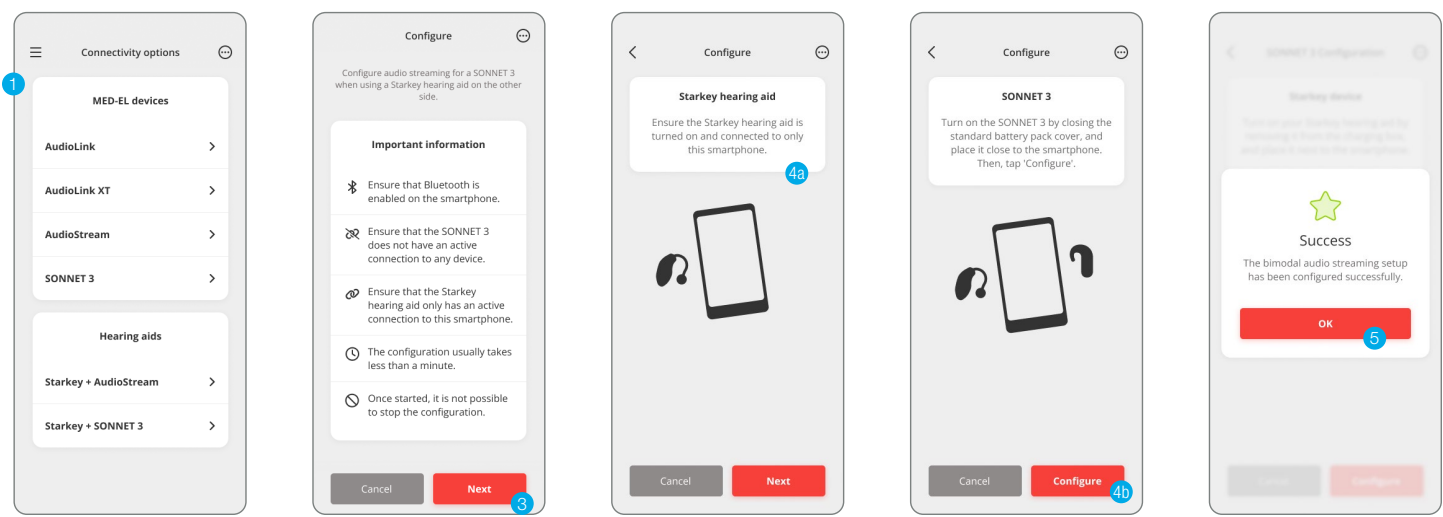 Connectivity options
1
MED-EL devices
AudioLink
AudioLink XT
AudioStream
SONNET 3
Hearing aids
Starkey + AudioStream
Starkey + SONNET 3
Configure
Configure audio streaming for a SONNET 3
when using a Starkey hearing aid on the other
side.
Important information
Ensure that Bluetooth is
enabled on the smartphone.
Ensure that the SONNET 3
does not have an active
connection to any device.
Ensure that the Starkey
hearing aid only has an active
connection to this smartphone.
The configuration usually takes
less than a minute.
Once started, it is not possible
to stop the configuration.
Cancel
Next
3
Configure
Starkey hearing aid
Ensure the Starkey hearing aid is
turned on and connected to only
this smartphone.
4a
Cancel
Next
Configure
SONNET 3
Turn on the SONNET 3 by closing the
standard battery pack cover, and
place it close to the smartphone.
Then, tap 'Configure'.
Cancel
Configure
4b
SONNET 3 Configuration
Starkey device
Success
The bimodal audio streaming setup
has been configured successfully.
OK
5
Cancel
Configure